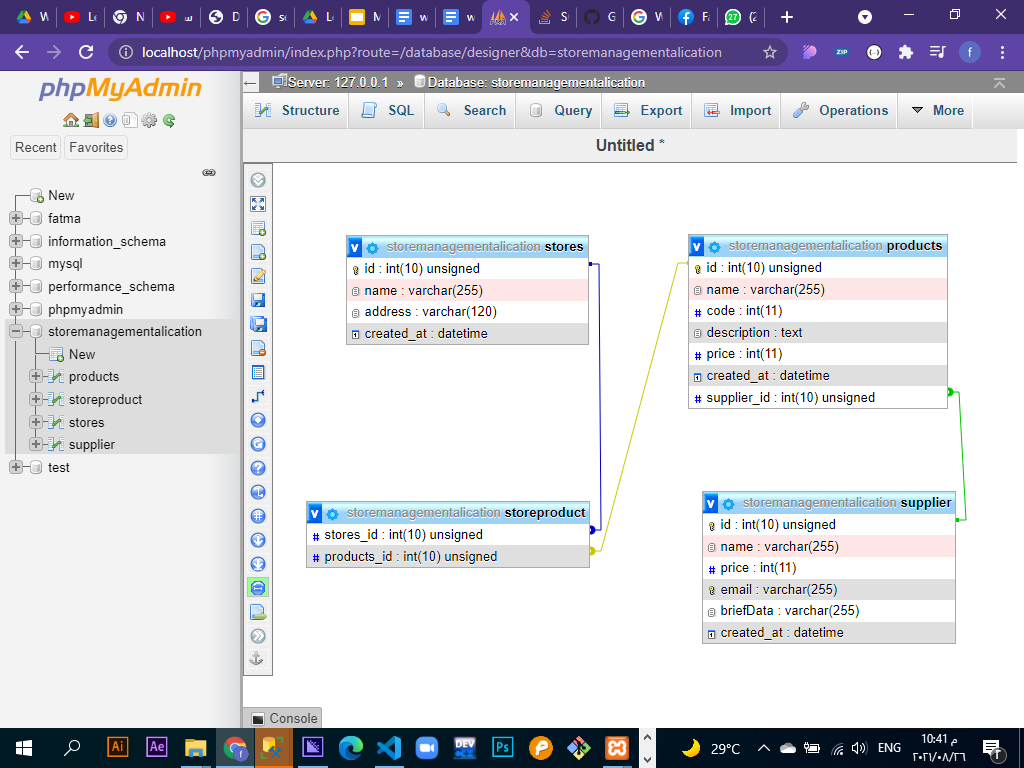 W
Le
N
پ
D
se
Le
M
w
w
S
G
W
Fa
27
(2
localhost/phpmyadmin/index.php?route=/database/designer&db=storemanagementalication
ZIP
f
phpMyAdmin
Recent
Favorites
New
fatma
information_schema
mysql
performance_schema
phpmyadmin
storemanagementalication
New
products
storeproduct
stores
supplier
test
Server: 127.0.0.1 » Database: storemanagementalication
Structure
SQL
Search
Query
Export
Import
Operations
More
Untitled *
v storemanagementalication stores
id : int(10) unsigned
name : varchar(255)
address : varchar(120)
created_at : datetime
v storemanagementalication products
id : int(10) unsigned
name : varchar(255)
# code : int(11)
description : text
# price : int(11)
created_at : datetime
# supplier_id : int(10) unsigned
v storemanagementalication storeproduct
# stores_id : int(10) unsigned
# products_id : int(10) unsigned
v storemanagementalication supplier
id : int(10) unsigned
name : varchar(255)
# price : int(11)
email : varchar(255)
briefData : varchar(255)
created_at : datetime
Console
Ai
Ae
DEV
Ps
29°C
ENG
10:41 م
٢٠٢١/٠٨/٢٦